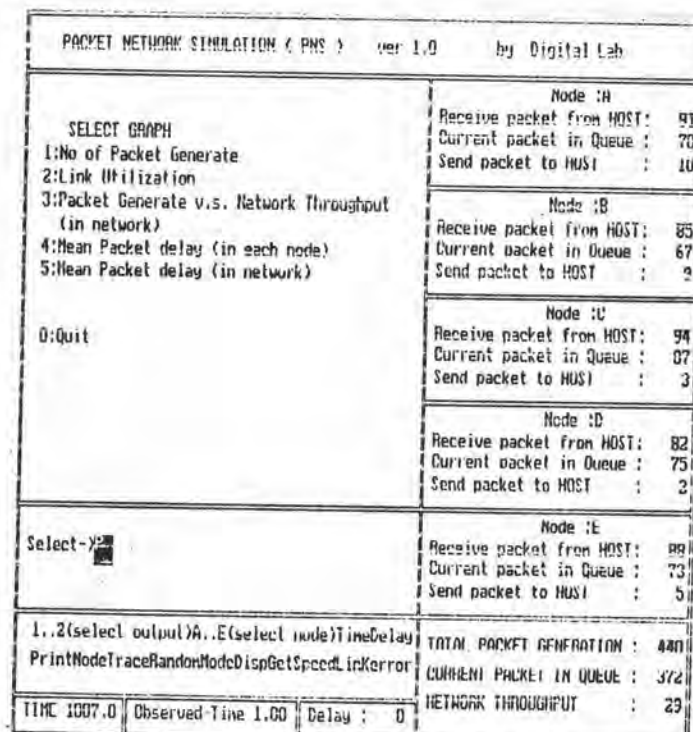 PACKET NETWORK SIMULATION ( PNS ) ver 1.0 by Digital Lab
SELECT GRAPH
1:No of Packet Generate
2:Link Utilization
3:Packet Generate v.s. Network Throughput
(in network)
4:Mean Packet delay (in each node)
5:Mean Packet delay (in network)
0:Quit
Select->
1..2(select output)A..E(select node)TimeDelay
PrintNodeTraceRandomModeDispGetSpeedLinKerror
TIME 1007.0
Observed-Time 1.00
Delay : 0
Node :A
Receive packet from HOST: 91
Current packet in Queue : 70
Send packet to HOST : 10
Node :B
Receive packet from HOST: 85
Current packet in Queue : 67
Send packet to HOST :
Node :C
Receive packet from HOST: 94
Current packet in Queue : 87
Send packet to HOST : 3
Node :D
Receive packet from HOST: 82
Current packet in Queue : 75
Send packet to HOST : 2
Node :E
Receive packet from HOST: 88
Current packet in Queue : 73
Send packet to HOST : 5
TOTAL PACKET GENERATION : 440
CURRENT PACKET IN QUEUE : 372
NETWORK THROUGHPUT : 29